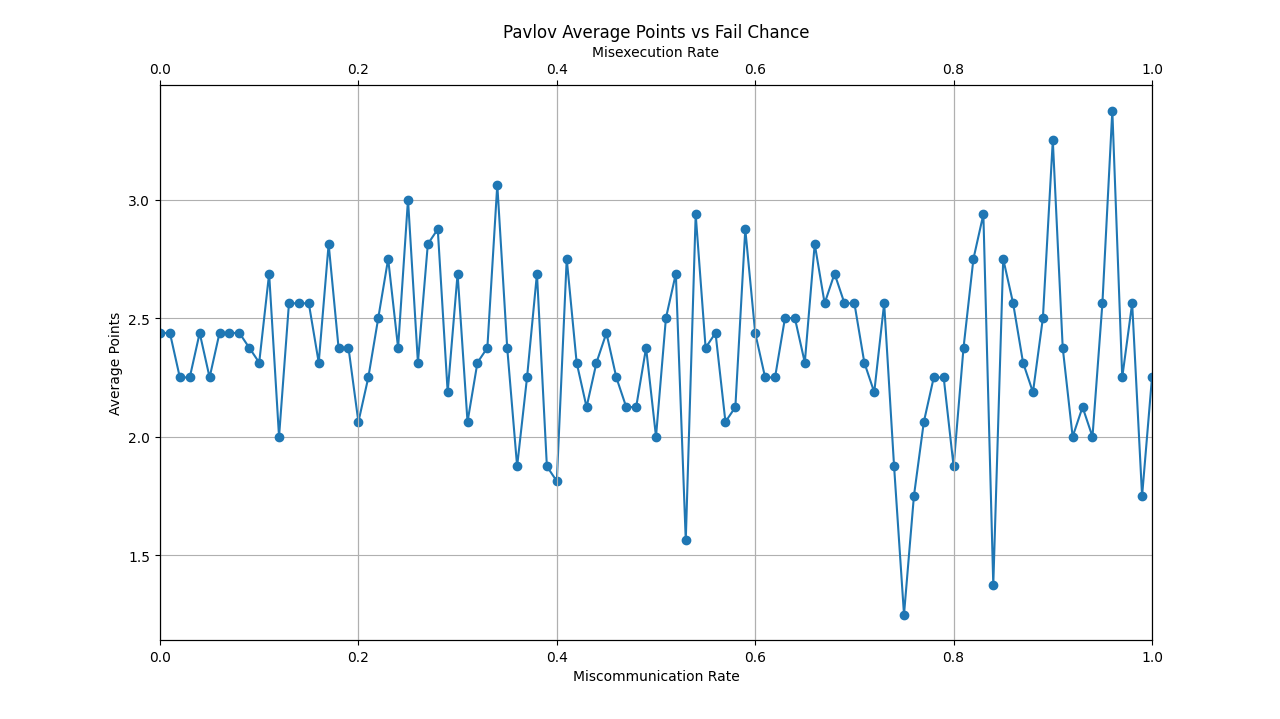 Pavlov Average Points vs Fail Chance
Misexecution Rate
0.0 0.2 0.4 0.6 0.8 1.0
3.0
2.5
2.0
1.5
Average Points
0.0 0.2 0.4 0.6 0.8 1.0
Miscommunication Rate